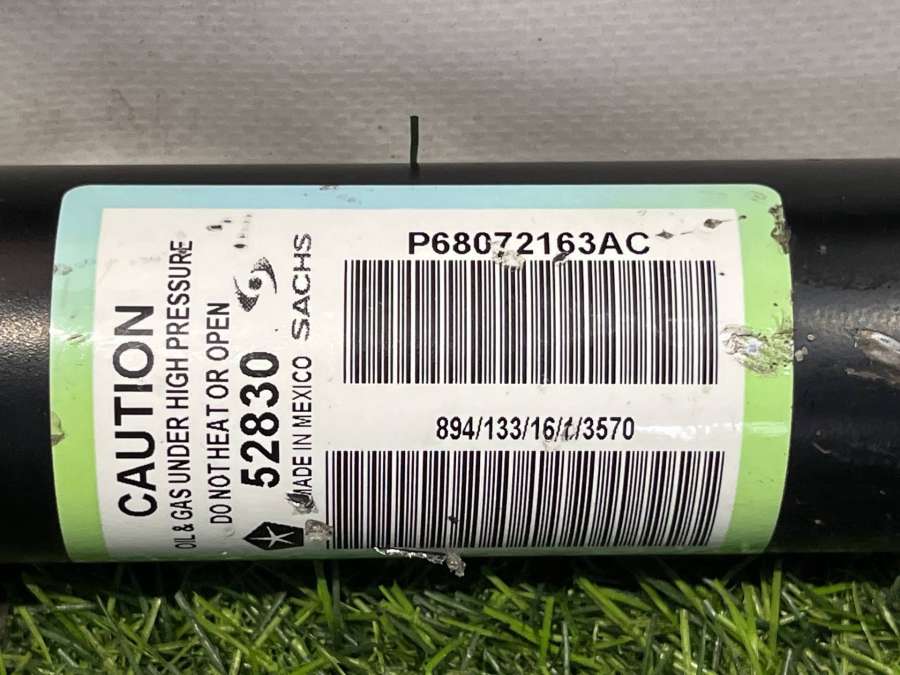 CAUTION
OIL & GAS UNDER HIGH PRESSURE
DO NOT HEAT OR OPEN
52830
MADE IN MEXICO SACHS
P68072163AC
894/133/16/1/3570